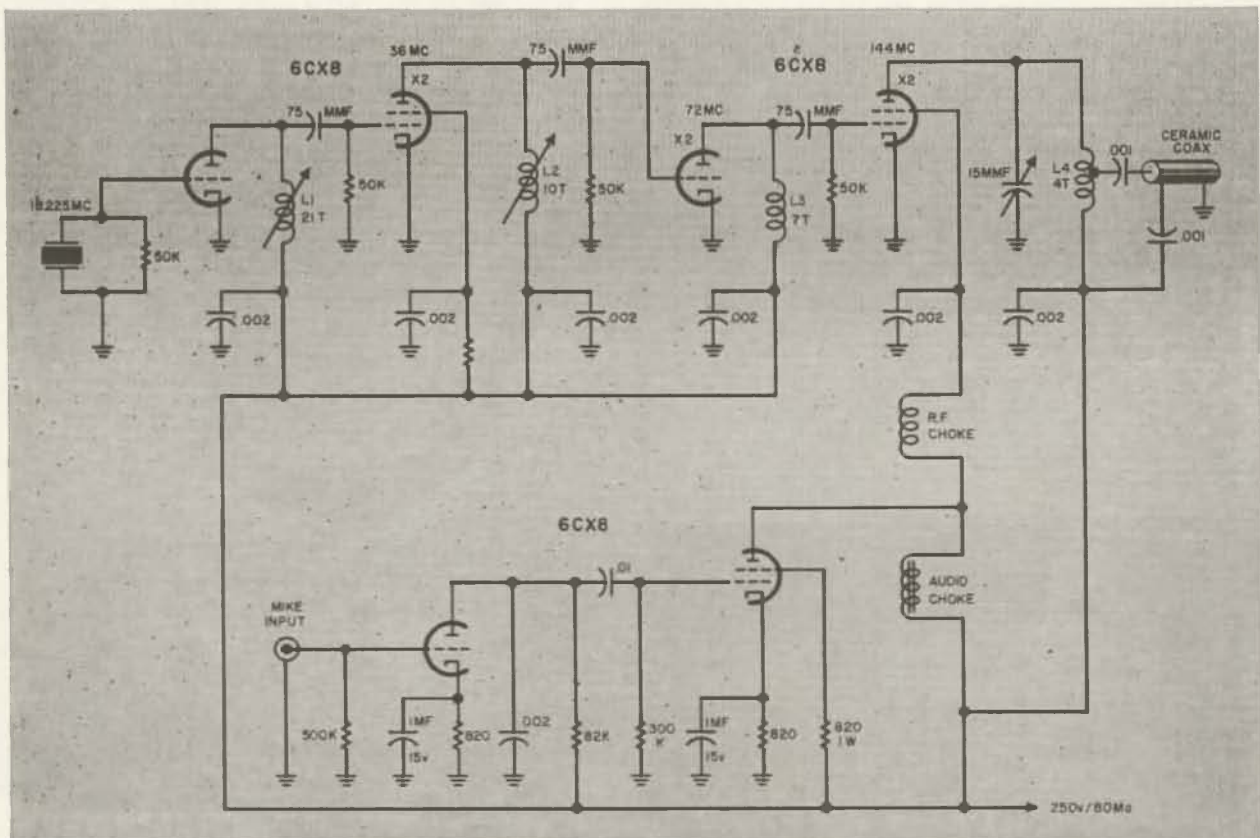 36MC
75 MMF
144MC
6CX8
6CX8
X2
X2
75 MMF
72MC
75 MMF
X2
CERAMIC
COAX
.001
15MMF
L4
4T
L2
10T
50K
50K
50K
L1
21T
L3
7T
50K
.001
.002
.002
.002
.002
.002
.002
R.F
CHOKE
6CX8
.01
AUDIO
CHOKE
MIKE
INPUT
500K
1MF
15v
820
.002
82K
300
K
1MF
15v
820
820
1W
250v/60Ma